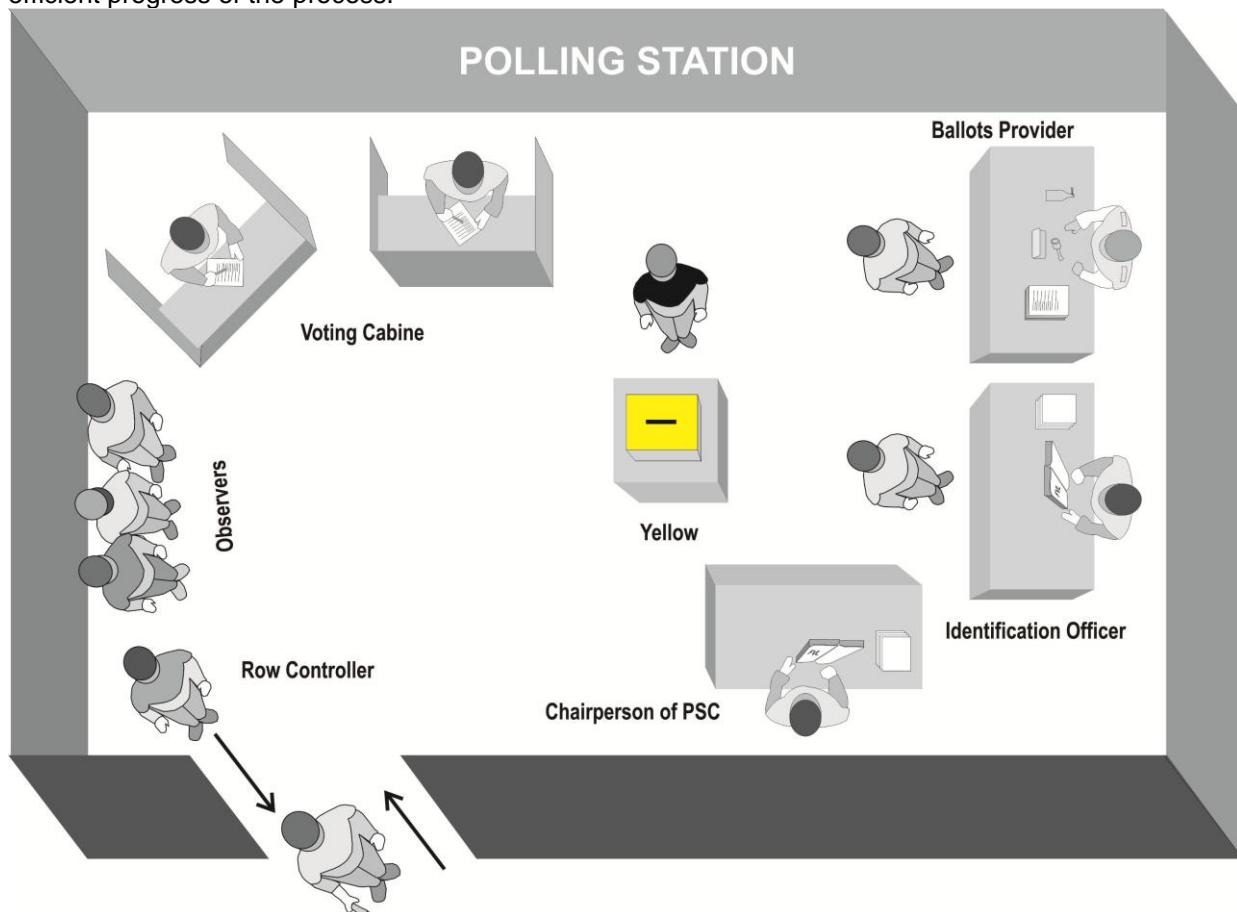 efficient progress of the process.
POLLING STATION
Ballots Provider
Voting Cabine
Observers
Yellow
Identification Officer
Row Controller
Chairperson of PSC